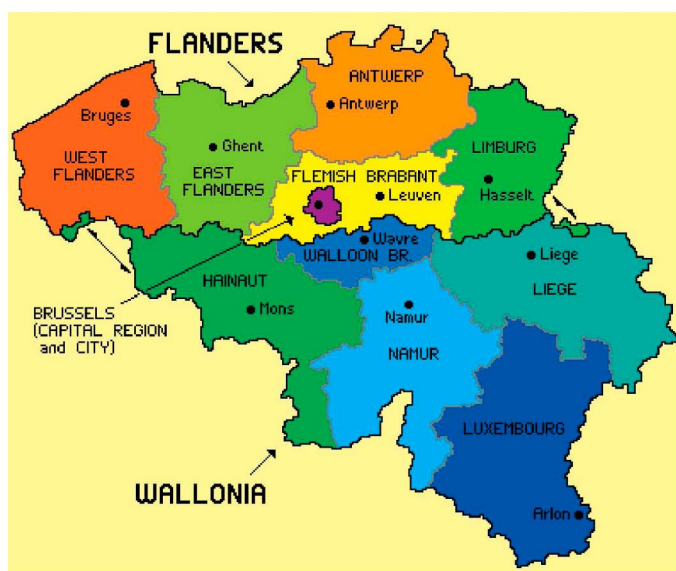 FLANDERS
ANTWERP
Antwerp
Bruges
Ghent
WEST
FLANDERS
EAST
FLANDERS
LIMBURG
Hasselt
FLEMISH BRABANT
Leuven
Wavre
WALLOON BR.
HAINAUT
Mons
Liege
LIEGE
BRUSSELS
(CAPITAL REGION
and CITY)
Namur
NAMUR
LUXEMBOURG
WALLONIA
Arlon